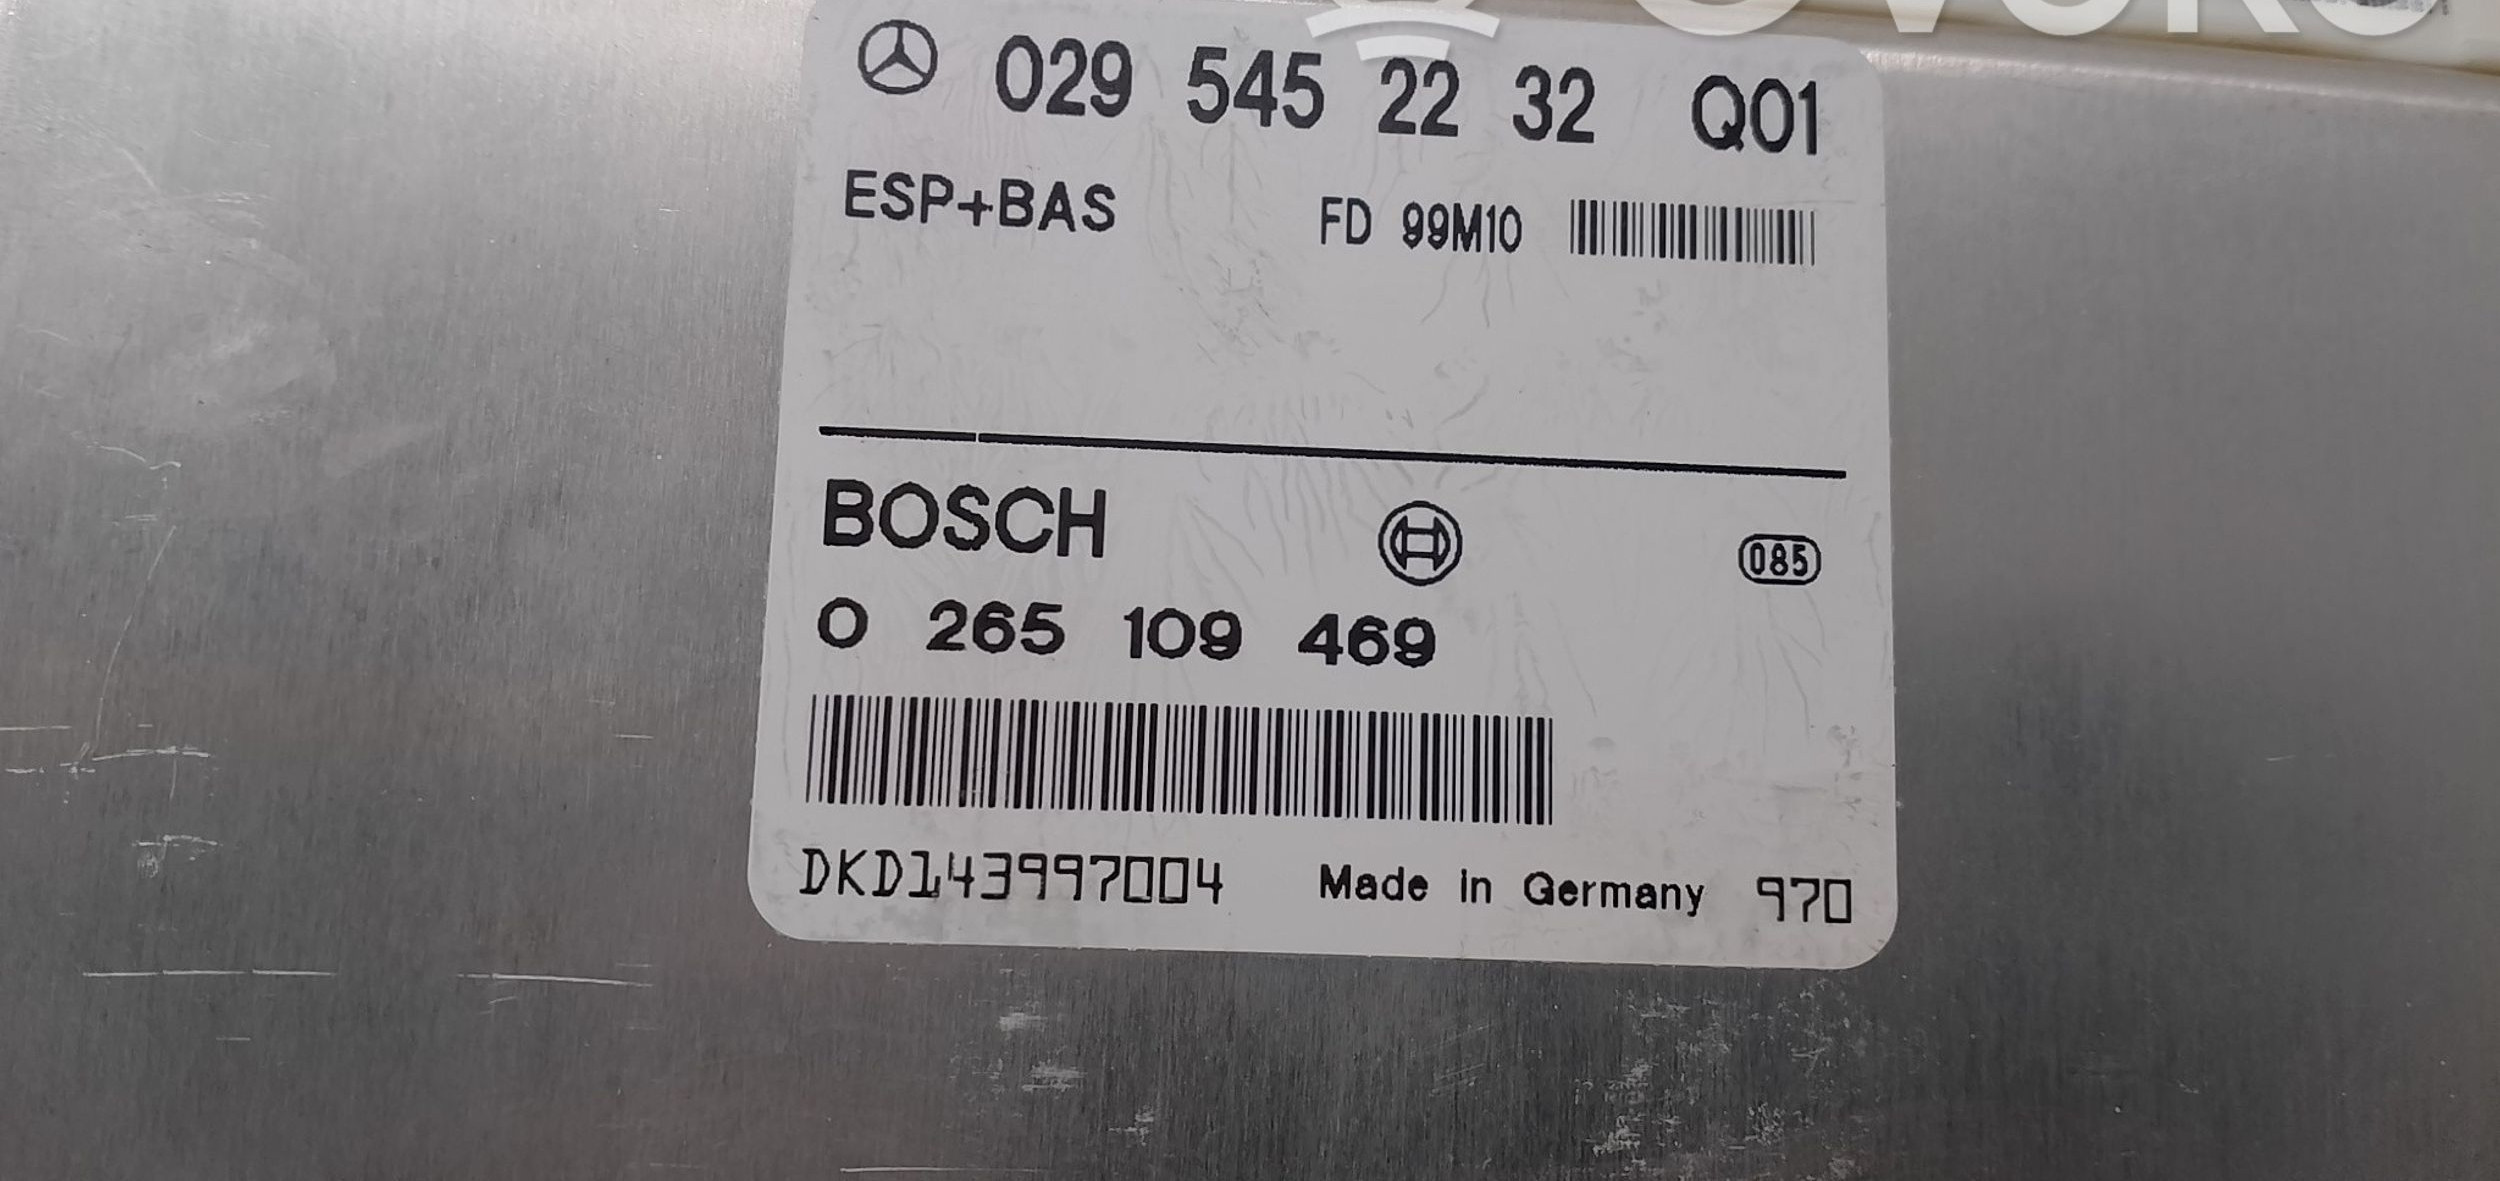 029 545 22 32 Q01
ESP+BAS FD 99M10
BOSCH 085
0 265 109 469
DKD143997004 Made in Germany 970